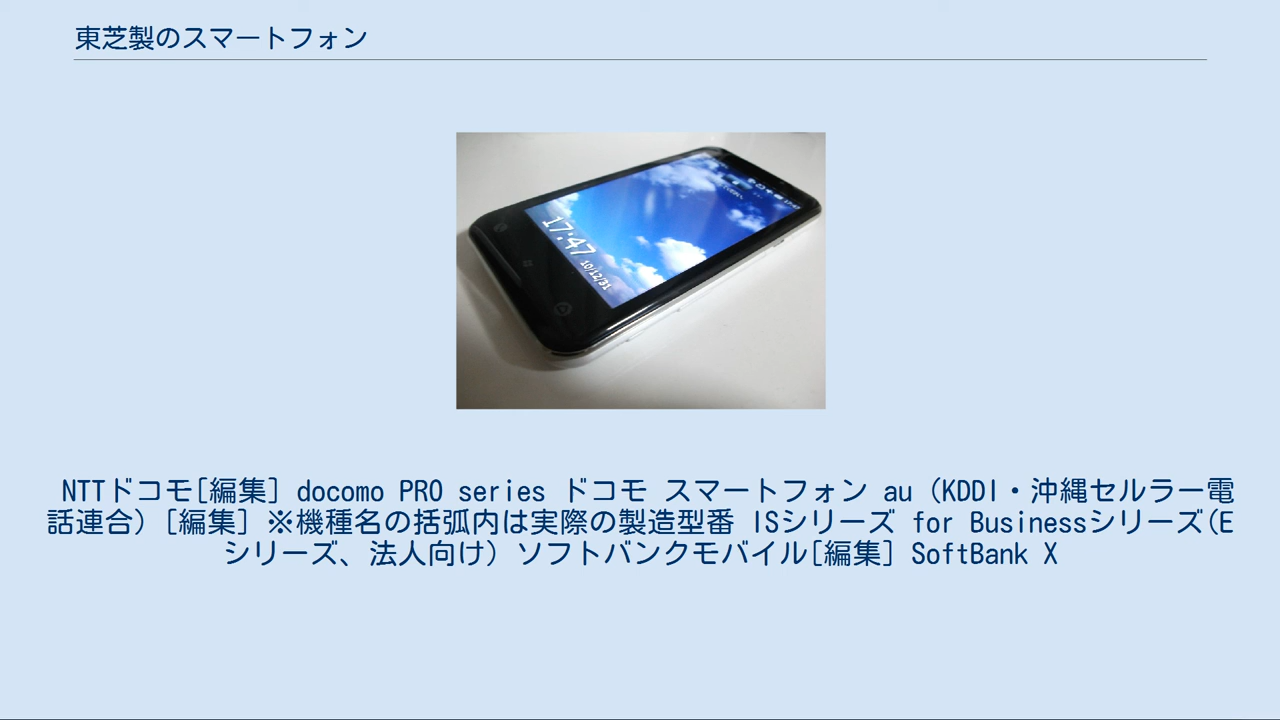 東芝製のスマートフォン
17:47
10/12/31
NTTドコモ[編集] docomo PRO series ドコモ スマートフォン au（KDDI・沖縄セルラー電
話連合）[編集] ※機種名の括弧内は実際の製造型番 ISシリーズ for Businessシリーズ(E
シリーズ、法人向け) ソフトバンクモバイル[編集] SoftBank X